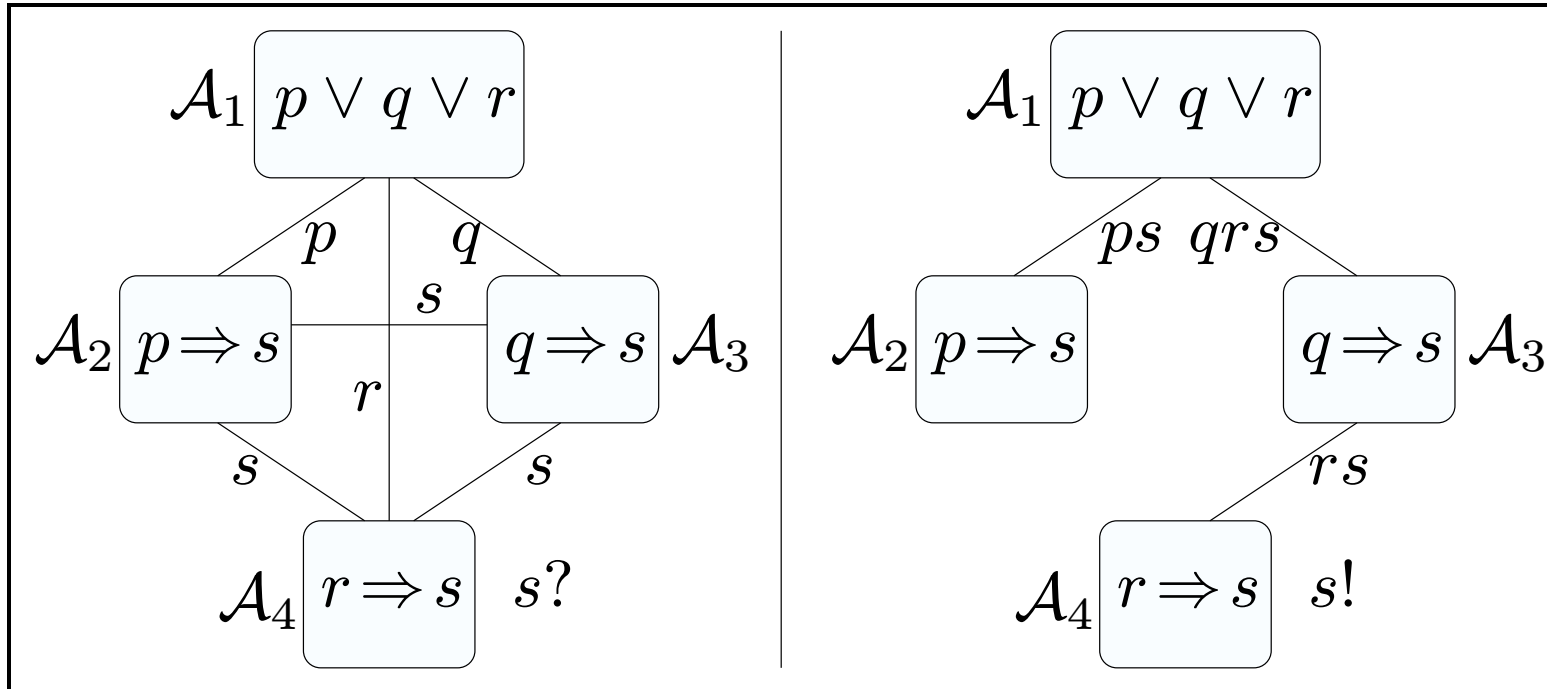 𝒜₁ p ∨ q ∨ r
p q
s
𝒜₂ p ⇒ s q ⇒ s 𝒜₃
r
s s
𝒜₄ r ⇒ s s?
𝒜₁ p ∨ q ∨ r
ps qrs
𝒜₂ p ⇒ s q ⇒ s 𝒜₃
rs
𝒜₄ r ⇒ s s!